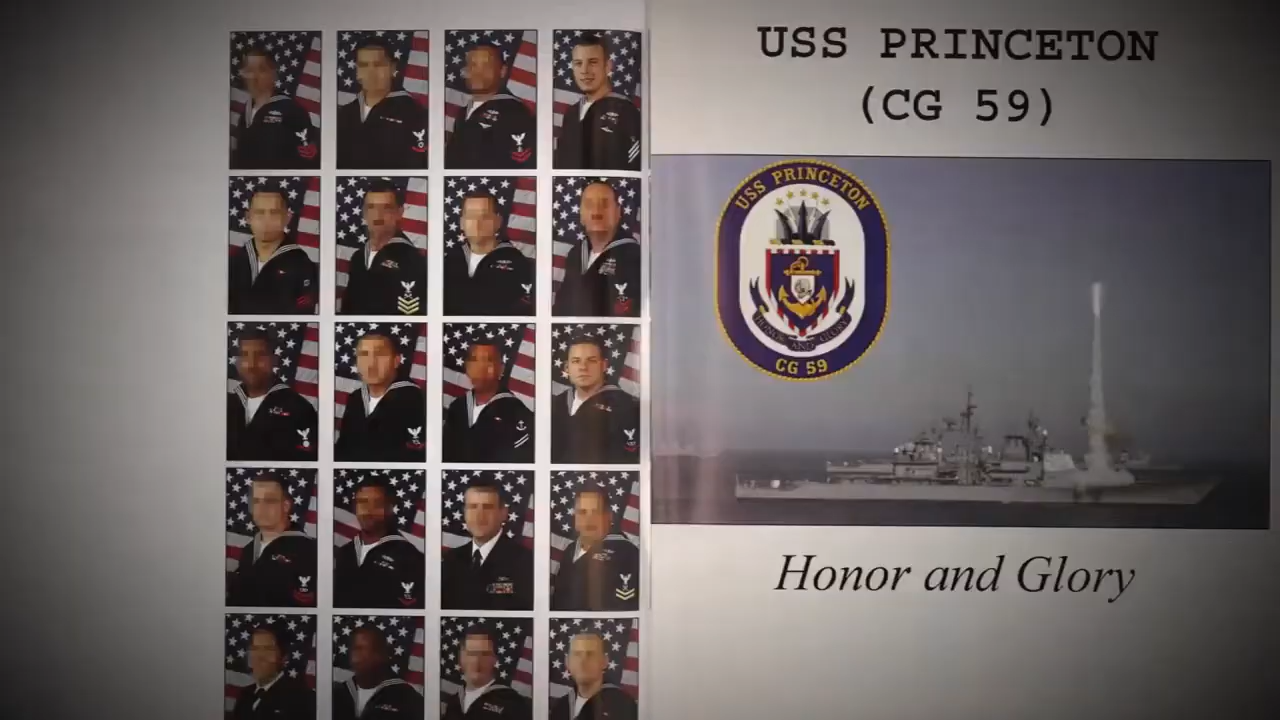 USS PRINCETON
(CG 59)
USS PRINCETON
HONOR AND GLORY
CG 59
Honor and Glory